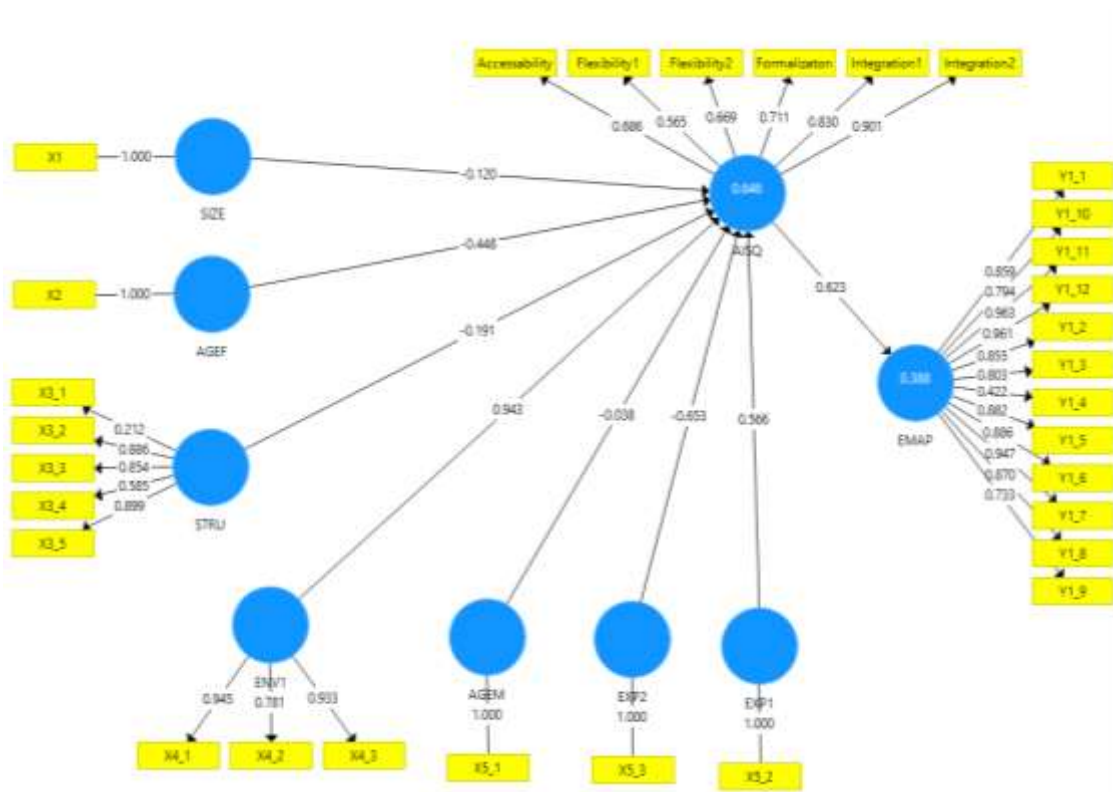 Accessability Flexibility1 Flexibility2 Formalizaton Integration1 Integration2
0.686 0.565 0.669 0.711 0.830 0.901
X1 1.000
SIZE
-0.120
X2 1.000
AGEF
-0.448
X3_1
X3_2
X3_3
X3_4
X3_5
0.212
0.886
0.854
0.585
0.899
STRU
-0.191
0.943
-0.038
-0.653
0.566
AISQ
0.623
0.388
EMAP
0.859
0.794
0.963
0.961
0.855
0.803
0.422
0.882
0.886
0.947
0.870
0.733
Y1_1
Y1_10
Y1_11
Y1_12
Y1_2
Y1_3
Y1_4
Y1_5
Y1_6
Y1_7
Y1_8
Y1_9
ENV1
0.945 0.781 0.933
X4_1 X4_2 X4_3
AGEM
1.000
X5_1
EXP2
1.000
X5_3
EXP1
1.000
X5_2